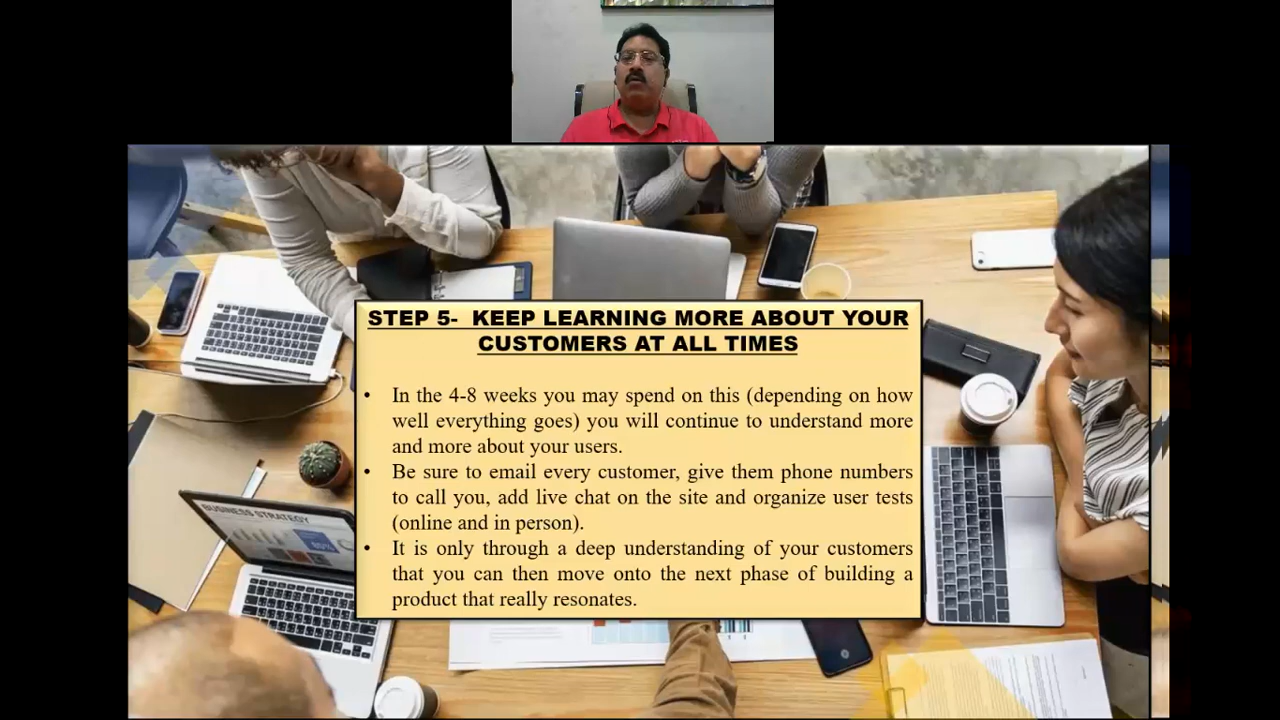 STEP 5- KEEP LEARNING MORE ABOUT YOUR
CUSTOMERS AT ALL TIMES
• In the 4-8 weeks you may spend on this (depending on how
well everything goes) you will continue to understand more
and more about your users.
• Be sure to email every customer, give them phone numbers
to call you, add live chat on the site and organize user tests
(online and in person).
• It is only through a deep understanding of your customers
that you can then move onto the next phase of building a
product that really resonates.
BUSINESS STRATEGY